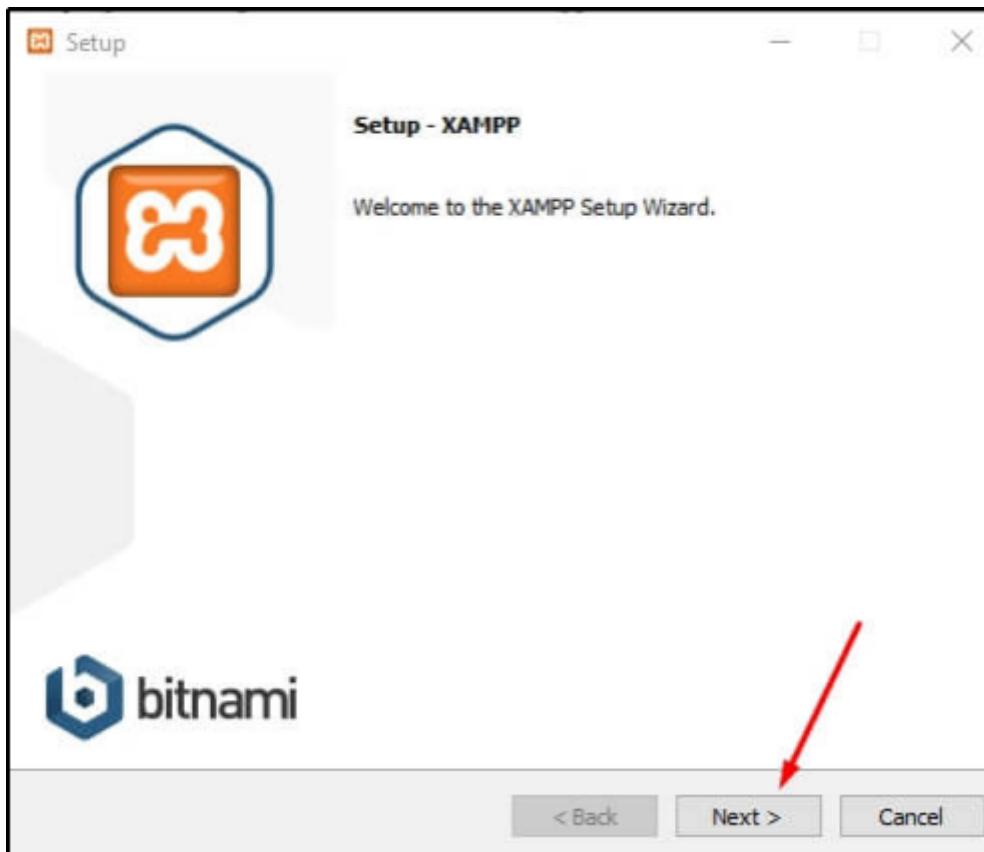 Setup
Setup - XAMPP
Welcome to the XAMPP Setup Wizard.
bitnami
< Back
Next >
Cancel